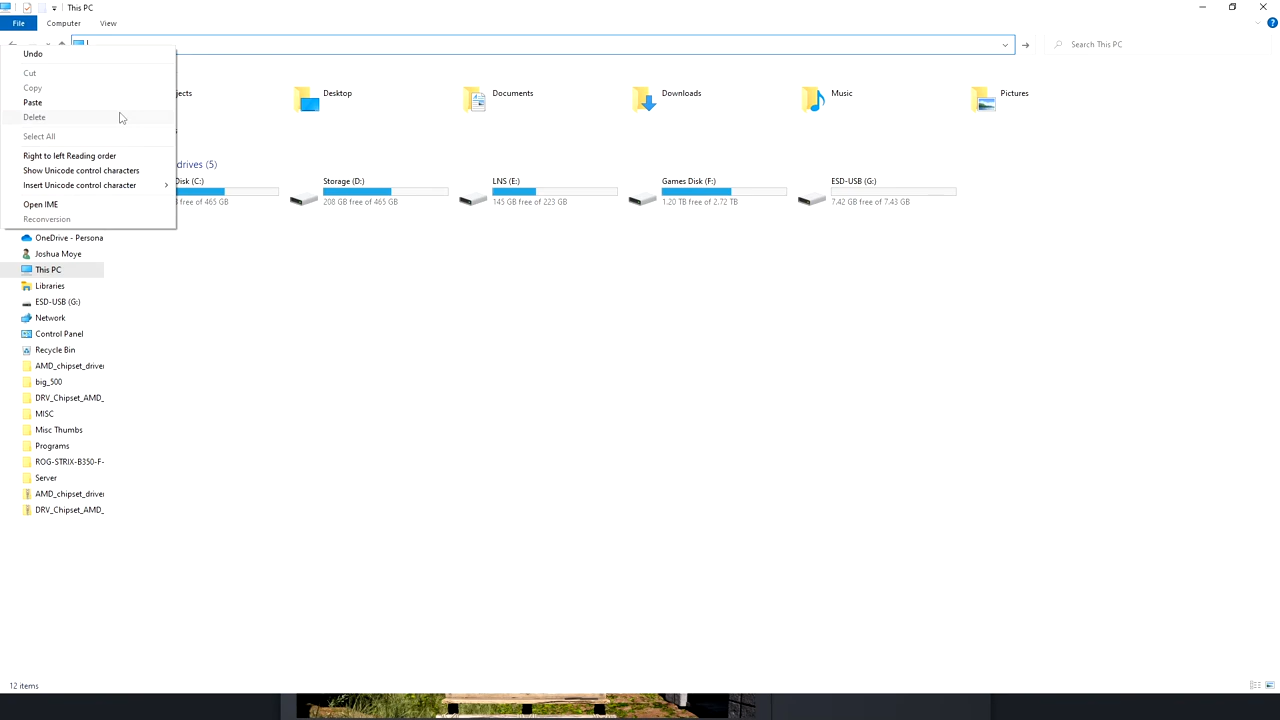 This PC
File Computer View
Search This PC
Undo
Cut
Copy
Paste
Delete
Select All
Right to left Reading order
Show Unicode control characters
Insert Unicode control character
Open IME
Reconversion
Desktop
Documents
Downloads
Music
Pictures
drives (5)
Disk (C:)
free of 465 GB
Storage (D:)
208 GB free of 465 GB
LNS (E:)
145 GB free of 223 GB
Games Disk (F:)
1.20 TB free of 2.72 TB
ESD-USB (G:)
7.42 GB free of 7.43 GB
OneDrive - Persona
Joshua Moye
This PC
Libraries
ESD-USB (G:)
Network
Control Panel
Recycle Bin
AMD_chipset_driver
big_500
DRV_Chipset_AMD_
MISC
Misc Thumbs
Programs
ROG-STRIX-B350-F-
Server
AMD_chipset_driver
DRV_Chipset_AMD_
12 items